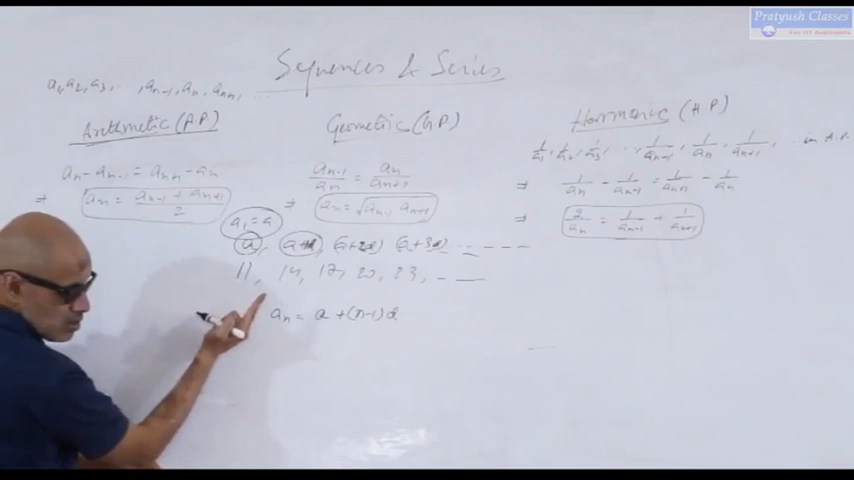 Pratyush Classes
For IIT Aspirants
Sequences & Series
a₁, a₂, a₃, ..., aₙ₋₁, aₙ, aₙ₊₁, ...
Arithmetic (A.P)
aₙ - aₙ₋₁ = aₙ₊₁ - aₙ
⇒ aₙ = (aₙ₋₁ + aₙ₊₁)/2
Geometric (G.P)
aₙ₋₁/aₙ = aₙ/aₙ₊₁
⇒ aₙ = √(aₙ₋₁ aₙ₊₁)
Harmonic (H.P.)
1/a₁, 1/a₂, 1/a₃, ..., 1/aₙ₋₁, 1/aₙ, 1/aₙ₊₁, ... in A.P.
⇒ 1/aₙ - 1/aₙ₋₁ = 1/aₙ₊₁ - 1/aₙ
⇒ 2/aₙ = 1/aₙ₋₁ + 1/aₙ₊₁
a₁ = a
a, (a+d), (a+2d) (a+3d) ... - - - -
11, 14, 17, 20, 23, - —
aₙ = a + (n-1)d